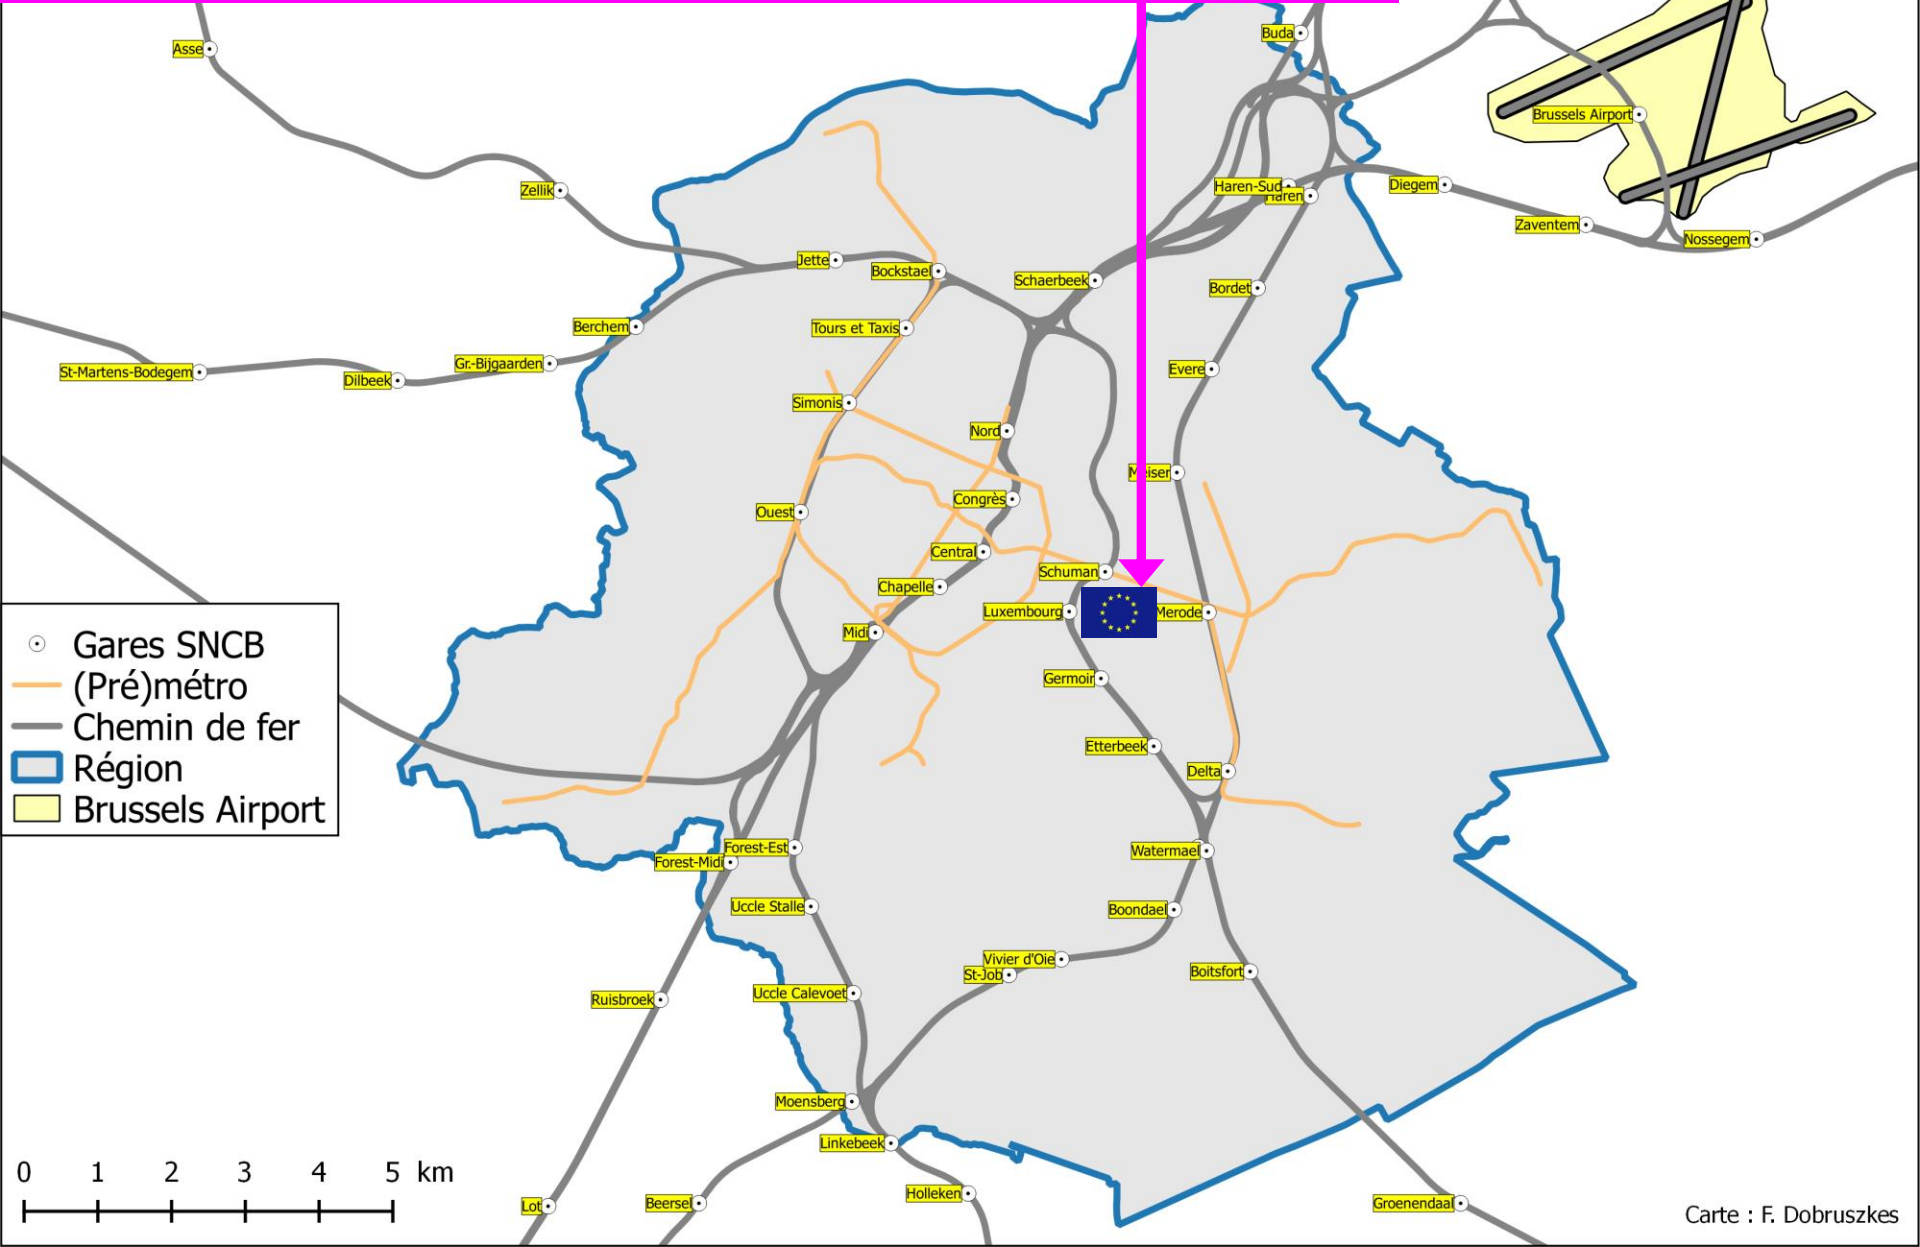 Buda
Asse
Brussels Airport
Haren-Sud
Haren
Diegem
Zellik
Zaventem
Nossegem
Jette
Bockstael
Schaerbeek
Bordet
Berchem
Tours et Taxis
Gr.-Bijgaarden
St-Martens-Bodegem
Dilbeek
Evere
Simonis
Nord
Meiser
Congrès
Ouest
Central
Schuman
Chapelle
Luxembourg
Merode
Midi
Germoir
Etterbeek
Delta
Gares SNCB
(Pré)métro
Chemin de fer
Région
Brussels Airport
Forest-Est
Forest-Midi
Watermael
Uccle Stalle
Boondael
Vivier d'Oie
St-Job
Boitsfort
Uccle Calevoet
Ruisbroek
Moensberg
Linkebeek
0 1 2 3 4 5 km
Holleken
Lot
Beersel
Groenendaal
Carte : F. Dobruszkes